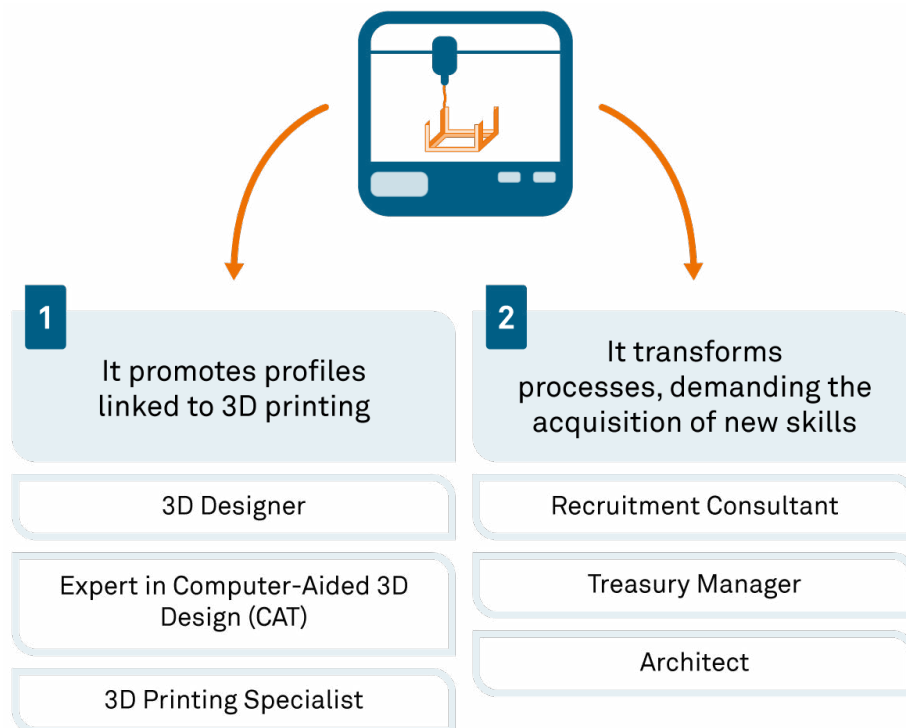 1
It promotes profiles
linked to 3D printing
3D Designer
Expert in Computer-Aided 3D
Design (CAT)
3D Printing Specialist
2
It transforms
processes, demanding the
acquisition of new skills
Recruitment Consultant
Treasury Manager
Architect